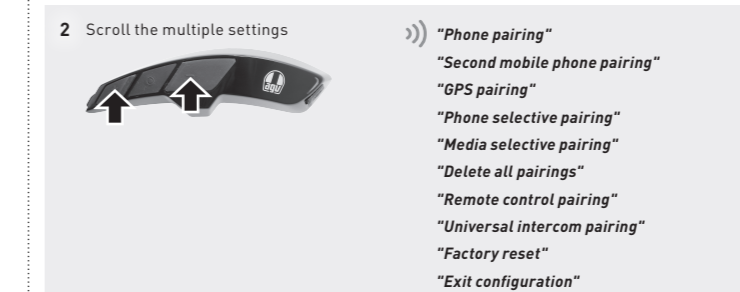 2 Scroll the multiple settings
"Phone pairing"
"Second mobile phone pairing"
"GPS pairing"
"Phone selective pairing"
"Media selective pairing"
"Delete all pairings"
"Remote control pairing"
"Universal intercom pairing"
"Factory reset"
"Exit configuration"
agv